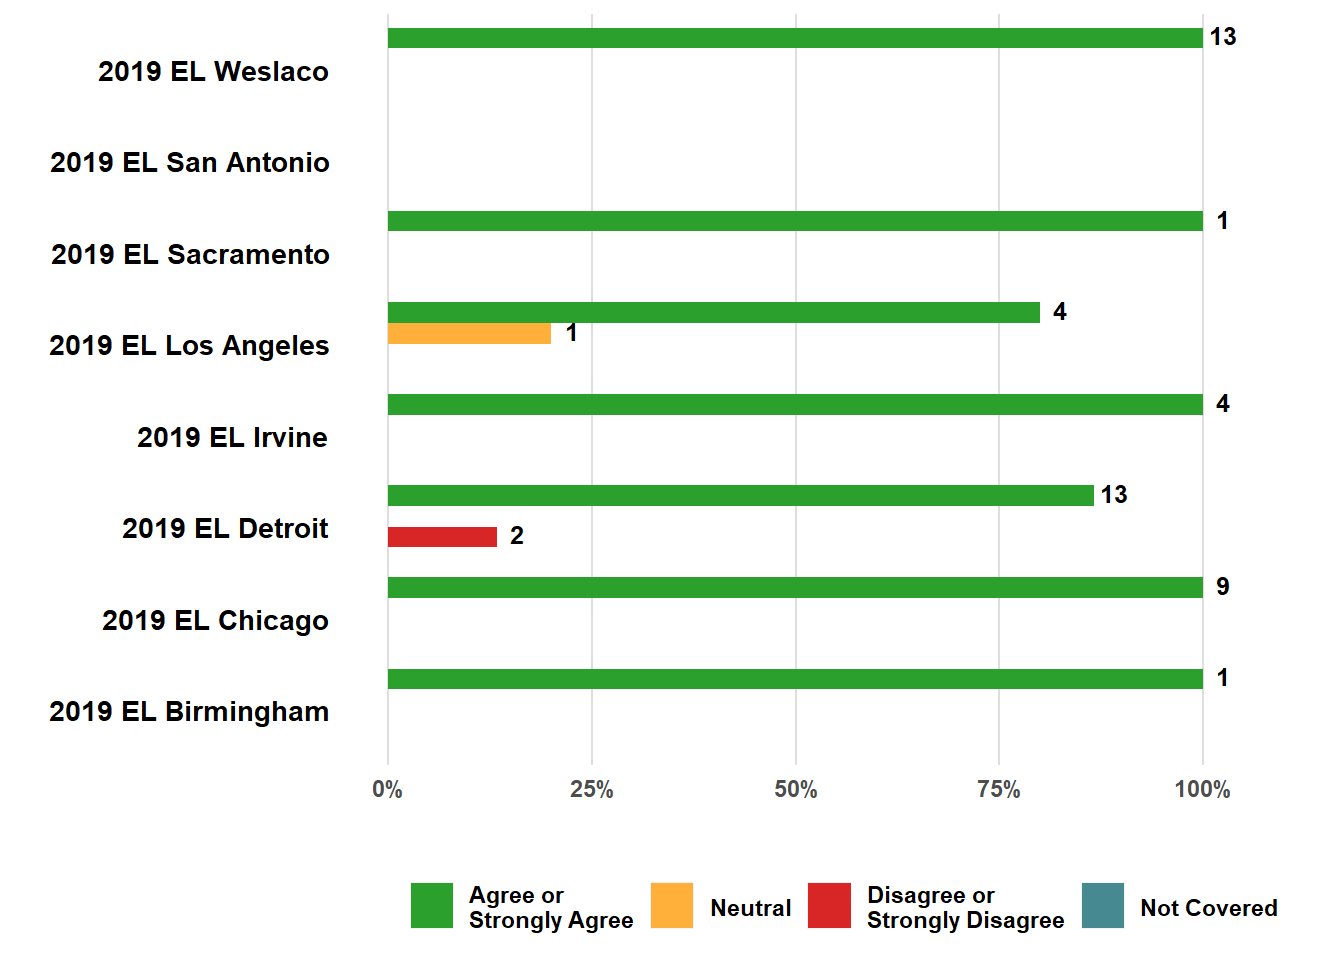 13
2019 EL Weslaco
2019 EL San Antonio
1
2019 EL Sacramento
4
1
2019 EL Los Angeles
4
2019 EL Irvine
13
2019 EL Detroit
2
9
2019 EL Chicago
1
2019 EL Birmingham
0% 25% 50% 75% 100%
Agree or
Strongly Agree
Neutral
Disagree or
Strongly Disagree
Not Covered